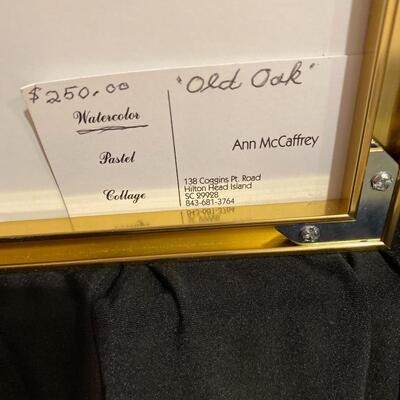 $250.00
"Old Oak"
Watercolor
Pastel
Collage
Ann McCaffrey
138 Coggins Pt. Road
Hilton Head Island
SC 29928
843-681-3764